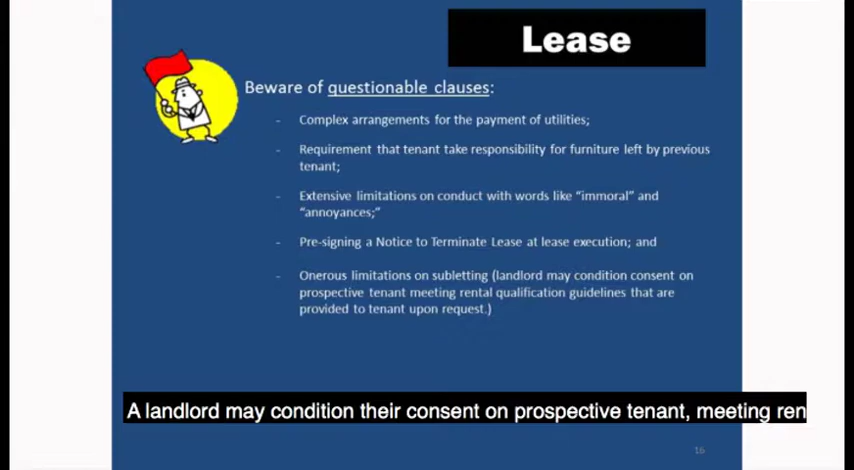 Lease
Beware of questionable clauses:
- Complex arrangements for the payment of utilities;
- Requirement that tenant take responsibility for furniture left by previous
tenant;
- Extensive limitations on conduct with words like “immoral” and
“annoyances;”
- Pre-signing a Notice to Terminate Lease at lease execution; and
- Onerous limitations on subletting (landlord may condition consent on
prospective tenant meeting rental qualification guidelines that are
provided to tenant upon request.)
A landlord may condition their consent on prospective tenant, meeting ren
16